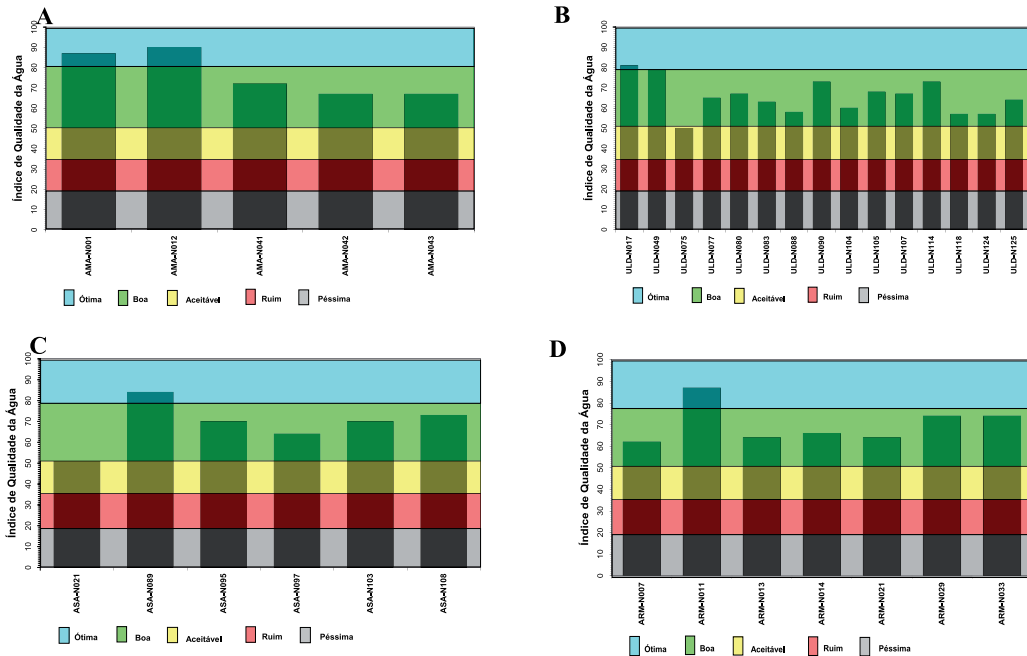 A
Índice de Qualidade da Água
100
90
80
70
60
50
40
30
20
10
0
AMA-N001
AMA-N012
AMA-N041
AMA-N042
AMA-N043
Ótima Boa Aceitável Ruim Péssima
B
Índice de Qualidade da Água
100
90
80
70
60
50
40
30
20
10
0
ULD-N017
ULD-N049
ULD-N075
ULD-N077
ULD-N080
ULD-N083
ULD-N088
ULD-N090
ULD-N104
ULD-N105
ULD-N107
ULD-N114
ULD-N118
ULD-N124
ULD-N125
Ótima Boa Aceitável Ruim Péssima
C
Índice de Qualidade da Água
100
90
80
70
60
50
40
30
20
10
0
ASA-N021
ASA-N089
ASA-N095
ASA-N097
ASA-N103
ASA-N108
Ótima Boa Aceitável Ruim Péssima
D
Índice de Qualidade da Água
100
90
80
70
60
50
40
30
20
10
0
ARM-N007
ARM-N011
ARM-N013
ARM-N014
ARM-N021
ARM-N029
ARM-N033
Ótima Boa Aceitável Ruim Péssima